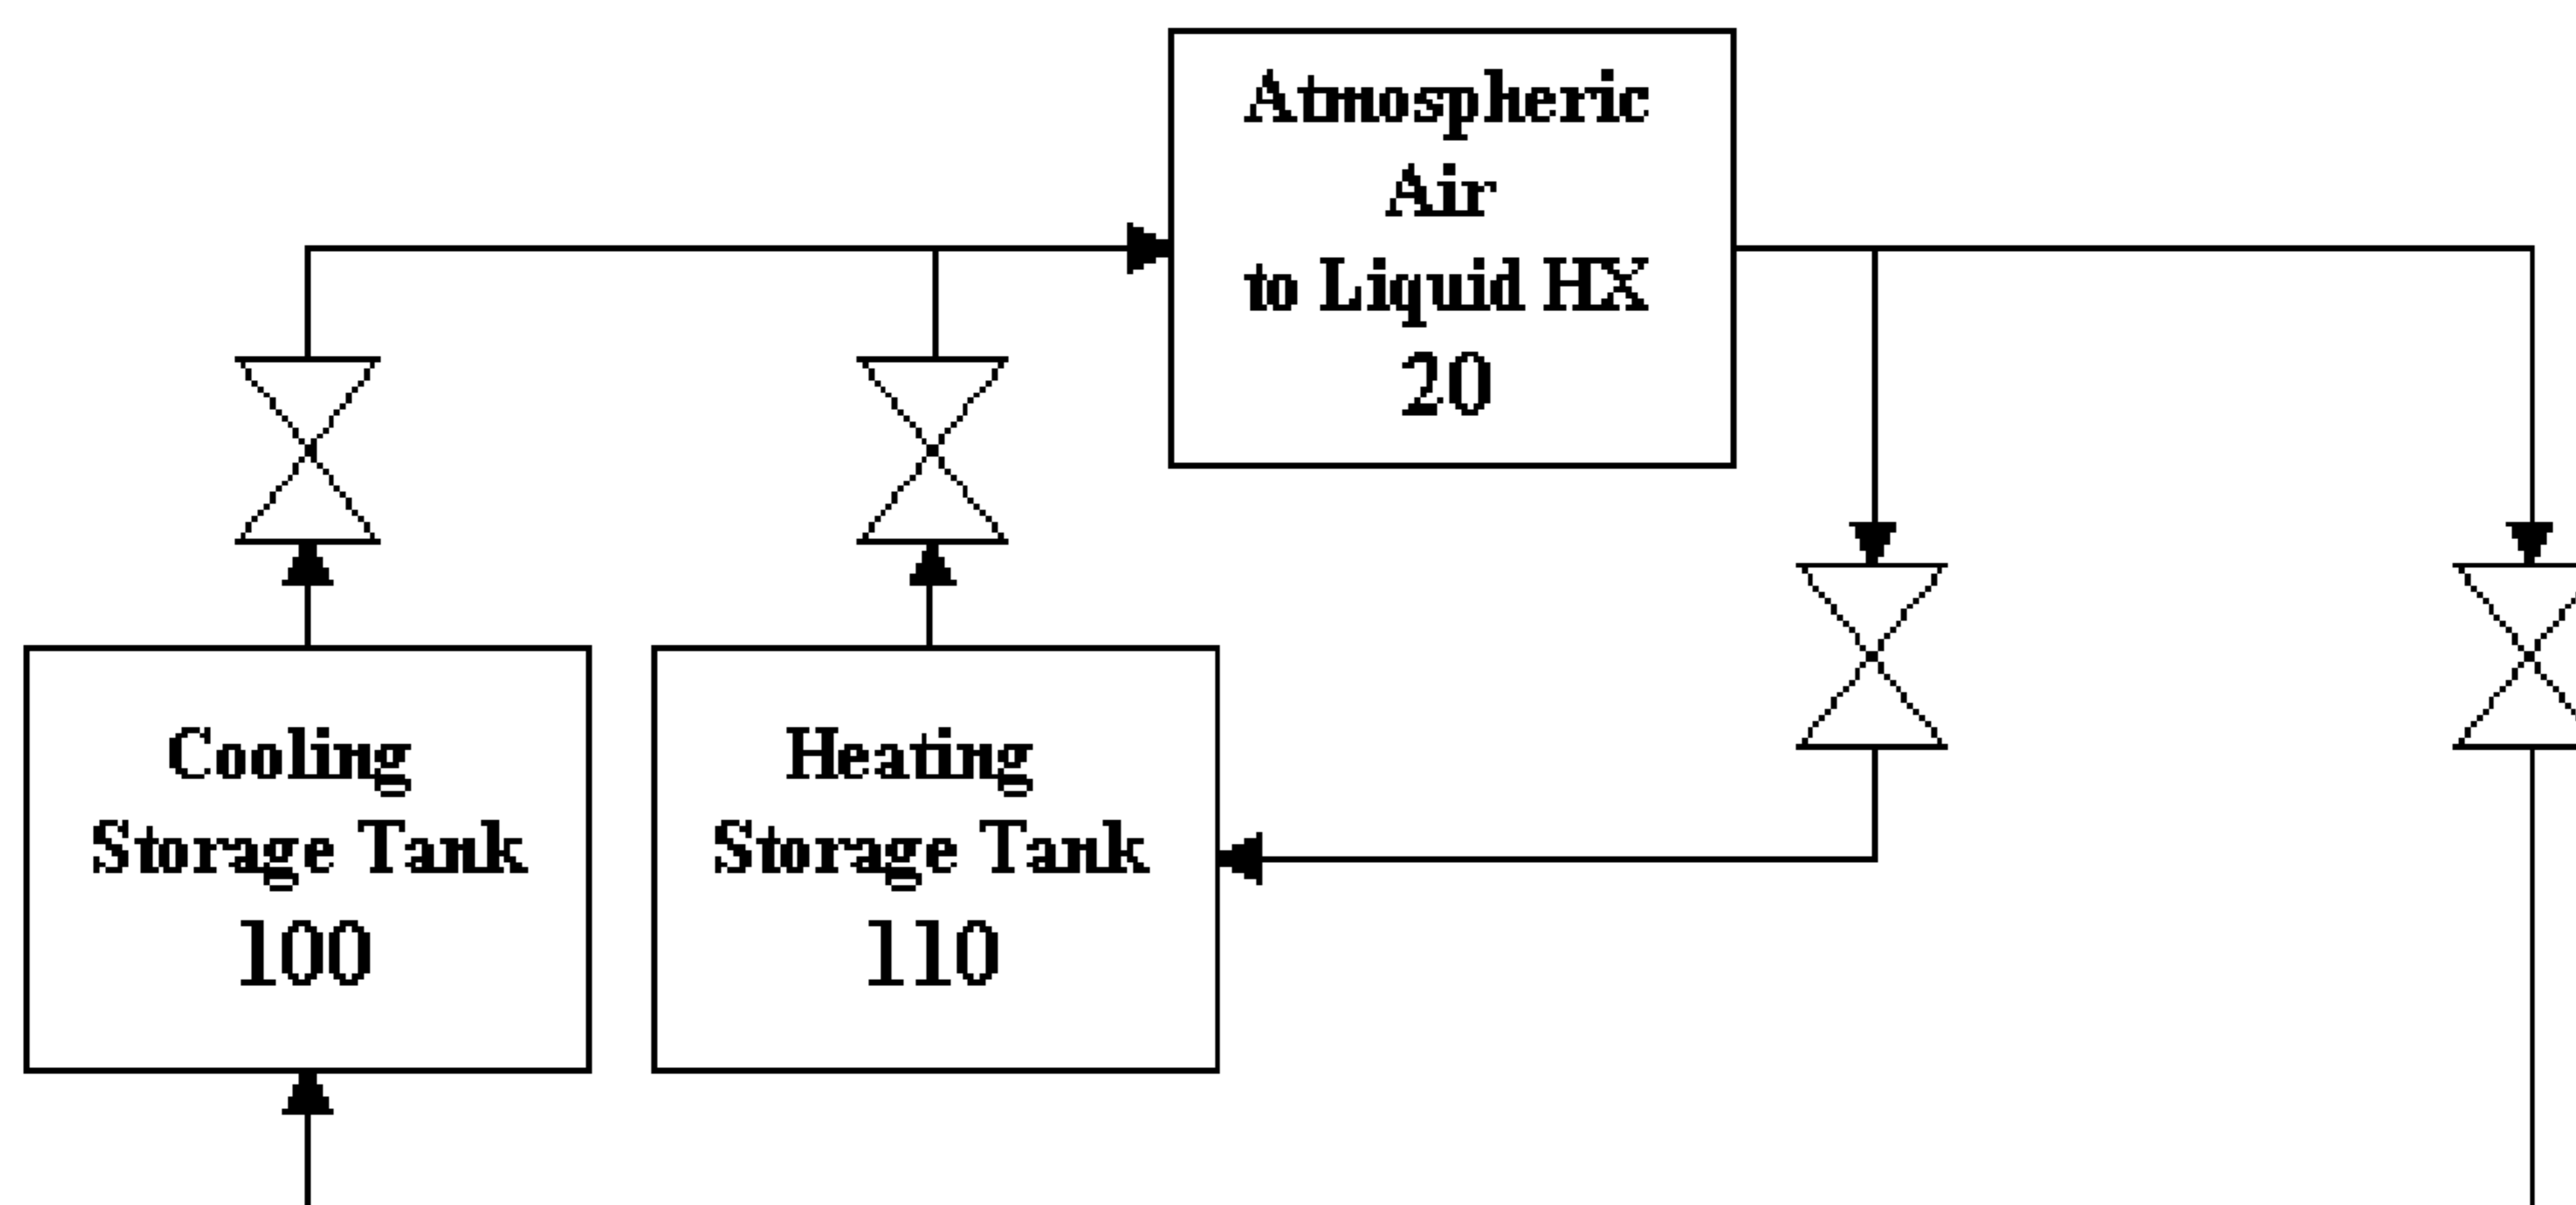 Atmospheric
Air
to Liquid HX
20
Cooling
Storage Tank
100
Heating
Storage Tank
110